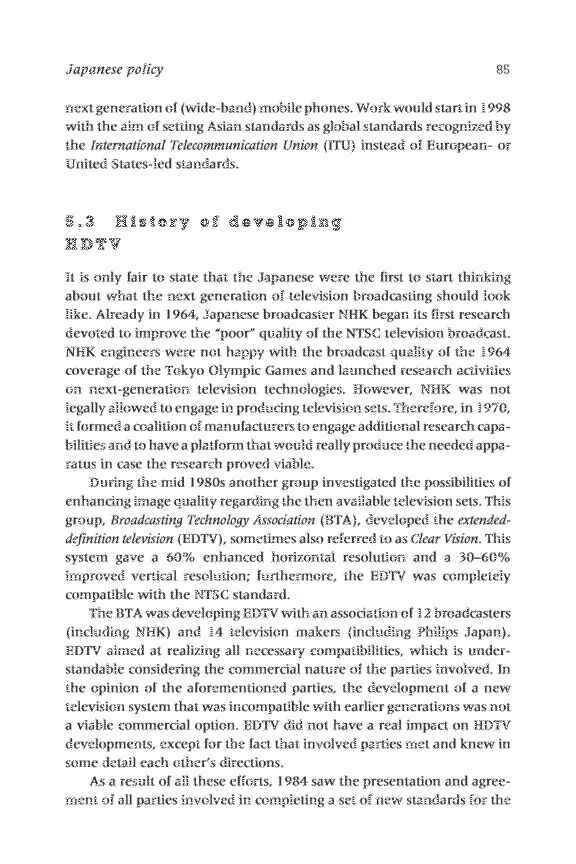 Japanese policy 85
next generation of (wide-band) mobile phones. Work would start in 1998
with the aim of setting Asian standards as global standards recognized by
the International Telecommunication Union (ITU) instead of European- or
United States-led standards.
5.3 History of developing
HDTV
It is only fair to state that the Japanese were the first to start thinking
about what the next generation of television broadcasting should look
like. Already in 1964, Japanese broadcaster NHK began its first research
devoted to improve the "poor" quality of the NTSC television broadcast.
NHK engineers were not happy with the broadcast quality of the 1964
coverage of the Tokyo Olympic Games and launched research activities
on next-generation television technologies. However, NHK was not
legally allowed to engage in producing television sets. Therefore, in 1970,
it formed a coalition of manufacturers to engage additional research capa-
bilities and to have a platform that would really produce the needed appa-
ratus in case the research proved viable.
During the mid 1980s another group investigated the possibilities of
enhancing image quality regarding the then available television sets. This
group, Broadcasting Technology Association (BTA), developed the extended-
definition television (EDTV), sometimes also referred to as Clear Vision. This
system gave a 60% enhanced horizontal resolution and a 30–60%
improved vertical resolution; furthermore, the EDTV was completely
compatible with the NTSC standard.
The BTA was developing EDTV with an association of 12 broadcasters
(including NHK) and 14 television makers (including Philips Japan).
EDTV aimed at realizing all necessary compatibilities, which is under-
standable considering the commercial nature of the parties involved. In
the opinion of the aforementioned parties, the development of a new
television system that was incompatible with earlier generations was not
a viable commercial option. EDTV did not have a real impact on HDTV
developments, except for the fact that involved parties met and knew in
some detail each other's directions.
As a result of all these efforts, 1984 saw the presentation and agree-
ment of all parties involved in completing a set of new standards for the